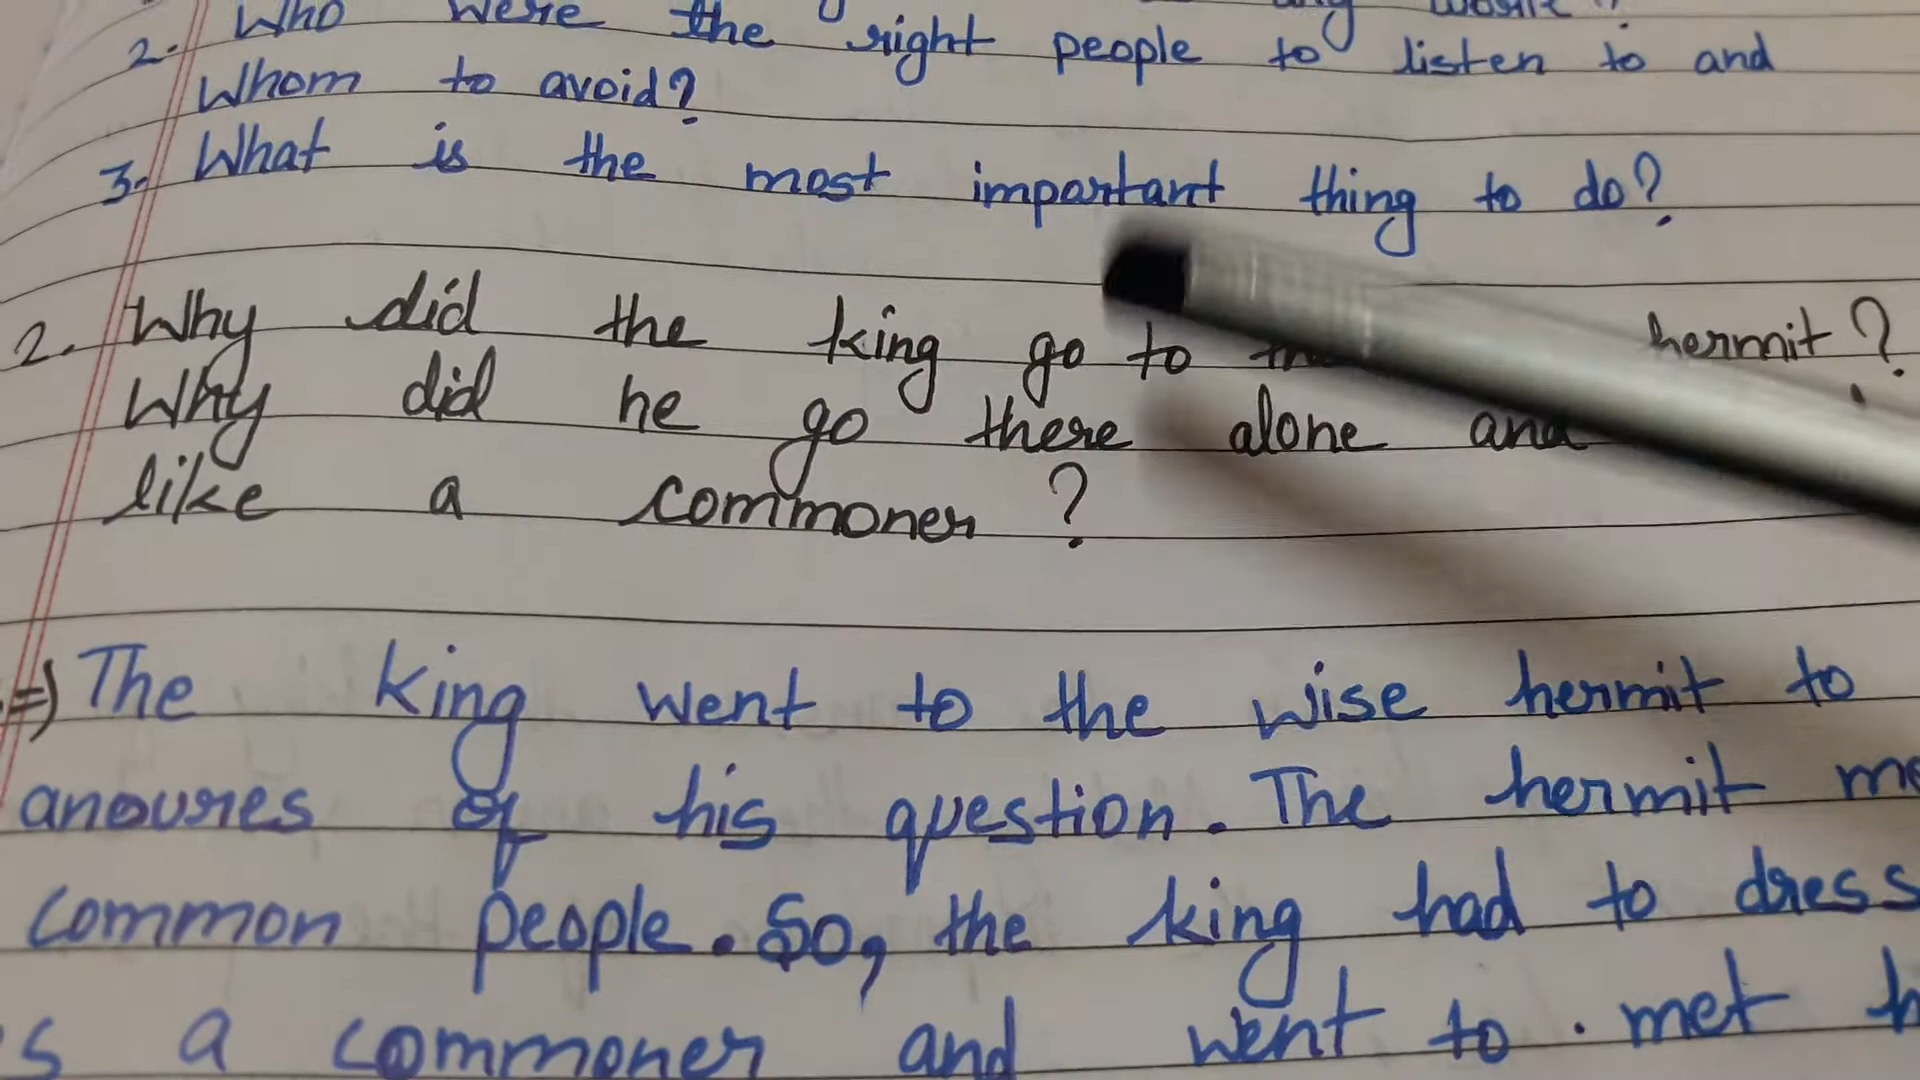 2. Who were the right people to listen to and
Whom to avoid?
3. What is the most important thing to do?
2. Why did the king go to hermit?
Why did he go there alone and
like a commoner?
=) The king went to the wise hermit to
anoures of his question. The hermit
common people. So, the king had to dress
a commoner and went to. met